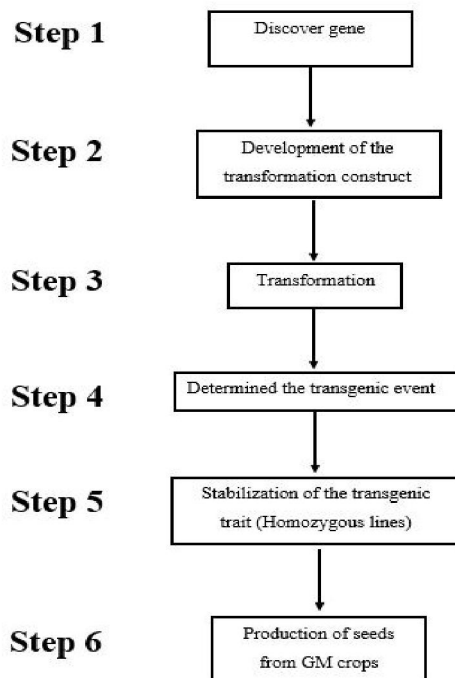 Step 1
Discover gene
Step 2
Development of the
transformation construct
Step 3
Transformation
Step 4
Determined the transgenic event
Step 5
Stabilization of the transgenic
trait (Homozygous lines)
Step 6
Production of seeds
from GM crops